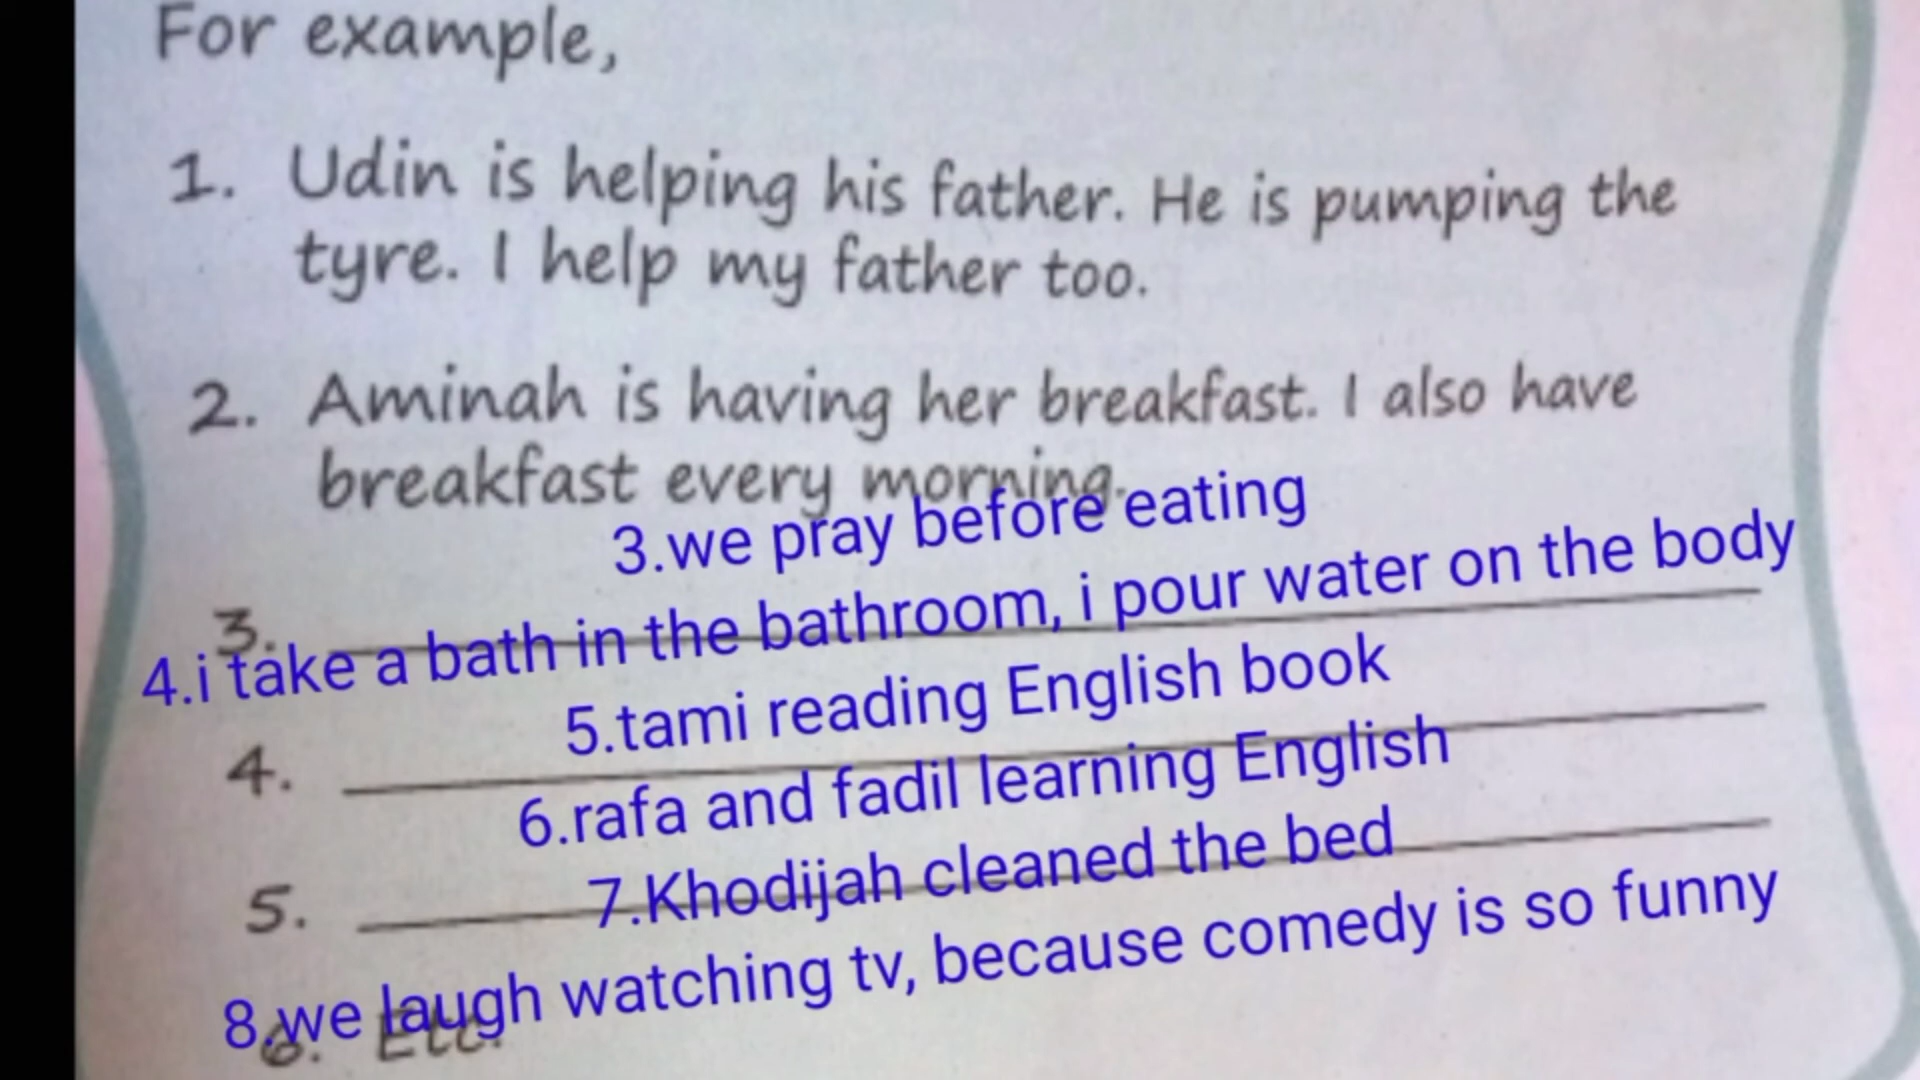 For example,
1. Udin is helping his father. He is pumping the
tyre. I help my father too.
2. Aminah is having her breakfast. I also have
breakfast every morning.
3.we pray before eating
3.
4.i take a bath in the bathroom, i pour water on the body
5.tami reading English book
4.
6.rafa and fadil learning English
7.Khodijah cleaned the bed
5.
8.we laugh watching tv, because comedy is so funny
6. Etc.